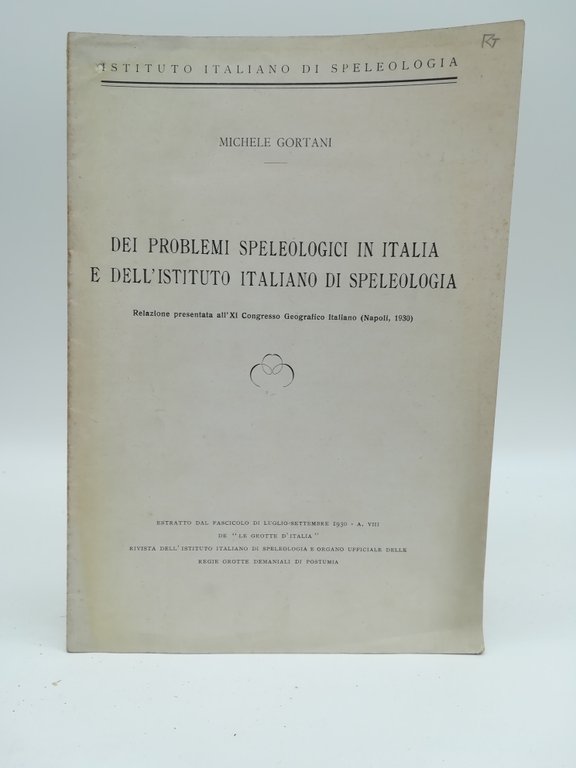 ISTITUTO ITALIANO DI SPELEOLOGIA
MICHELE GORTANI
DEI PROBLEMI SPELEOLOGICI IN ITALIA
E DELL'ISTITUTO ITALIANO DI SPELEOLOGIA
Relazione presentata all'XI Congresso Geografico Italiano (Napoli, 1930)
ESTRATTO DAL FASCICOLO DI LUGLIO-SETTEMBRE 1930 - A. VIII
DE "LE GROTTE D'ITALIA"
RIVISTA DELL'ISTITUTO ITALIANO DI SPELEOLOGIA E ORGANO UFFICIALE DELLE
REGIE GROTTE DEMANIALI DI POSTUMIA